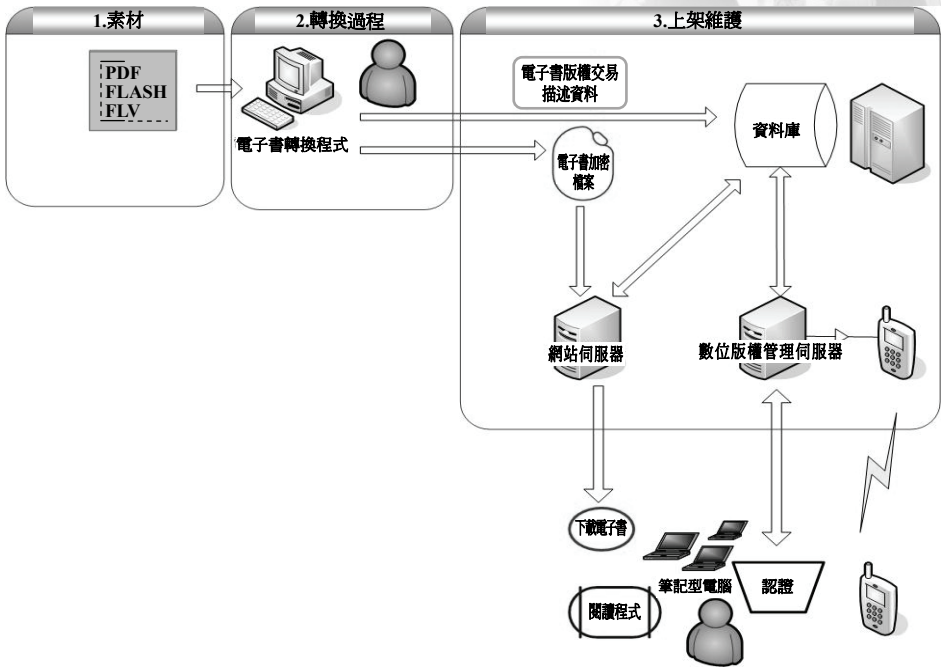 1.素材
2.轉換過程
3.上架維護
PDF
FLASH
FLV
電子書轉換程式
電子書版權交易
描述資料
電子書加密
檔案
資料庫
網站伺服器
數位版權管理伺服器
下載電子書
筆記型電腦
認證
閱讀程式